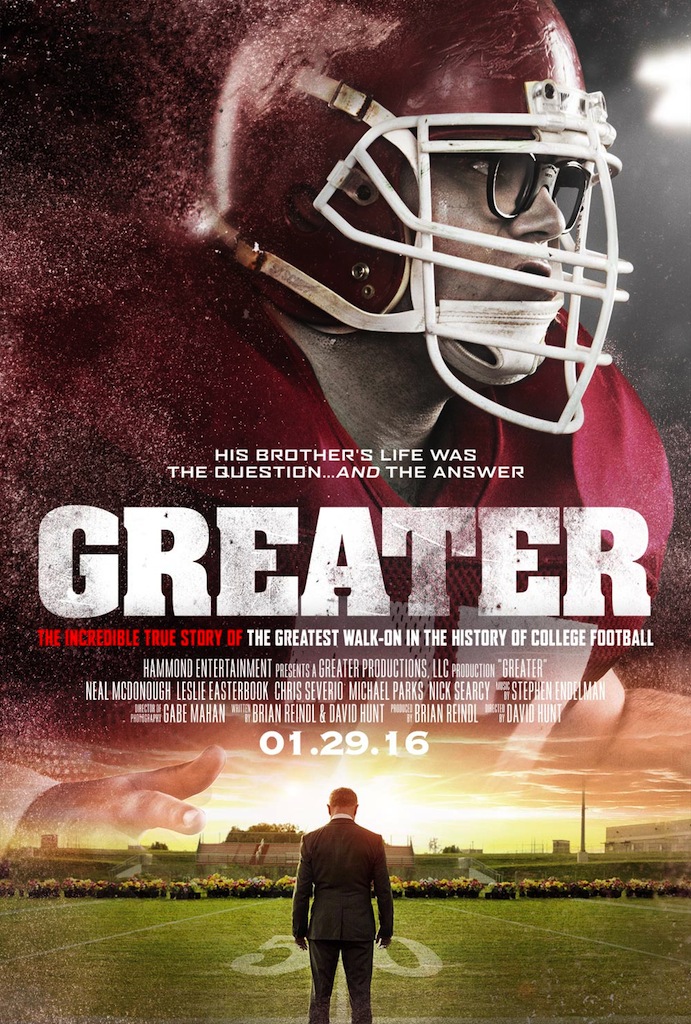 HIS BROTHER'S LIFE WAS
THE QUESTION...AND THE ANSWER
GREATER
THE INCREDIBLE TRUE STORY OF THE GREATEST WALK-ON IN THE HISTORY OF COLLEGE FOOTBALL
HAMMOND ENTERTAINMENT PRESENTS A GREATER PRODUCTIONS, LLC PRODUCTION "GREATER"
NEAL MCDONOUGH LESLIE EASTERBOOK CHRIS SEVERIO MICHAEL PARKS NICK SEARCY MUSIC BY STEPHEN ENDELMAN
DIRECTOR OF PHOTOGRAPHY GABE MAHAN WRITTEN BY BRIAN REINDL & DAVID HUNT PRODUCED BY BRIAN REINDL DIRECTED BY DAVID HUNT
01.29.16
50